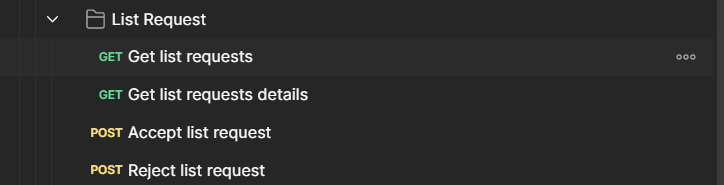 List Request
GET Get list requests
GET Get list requests details
POST Accept list request
POST Reject list request